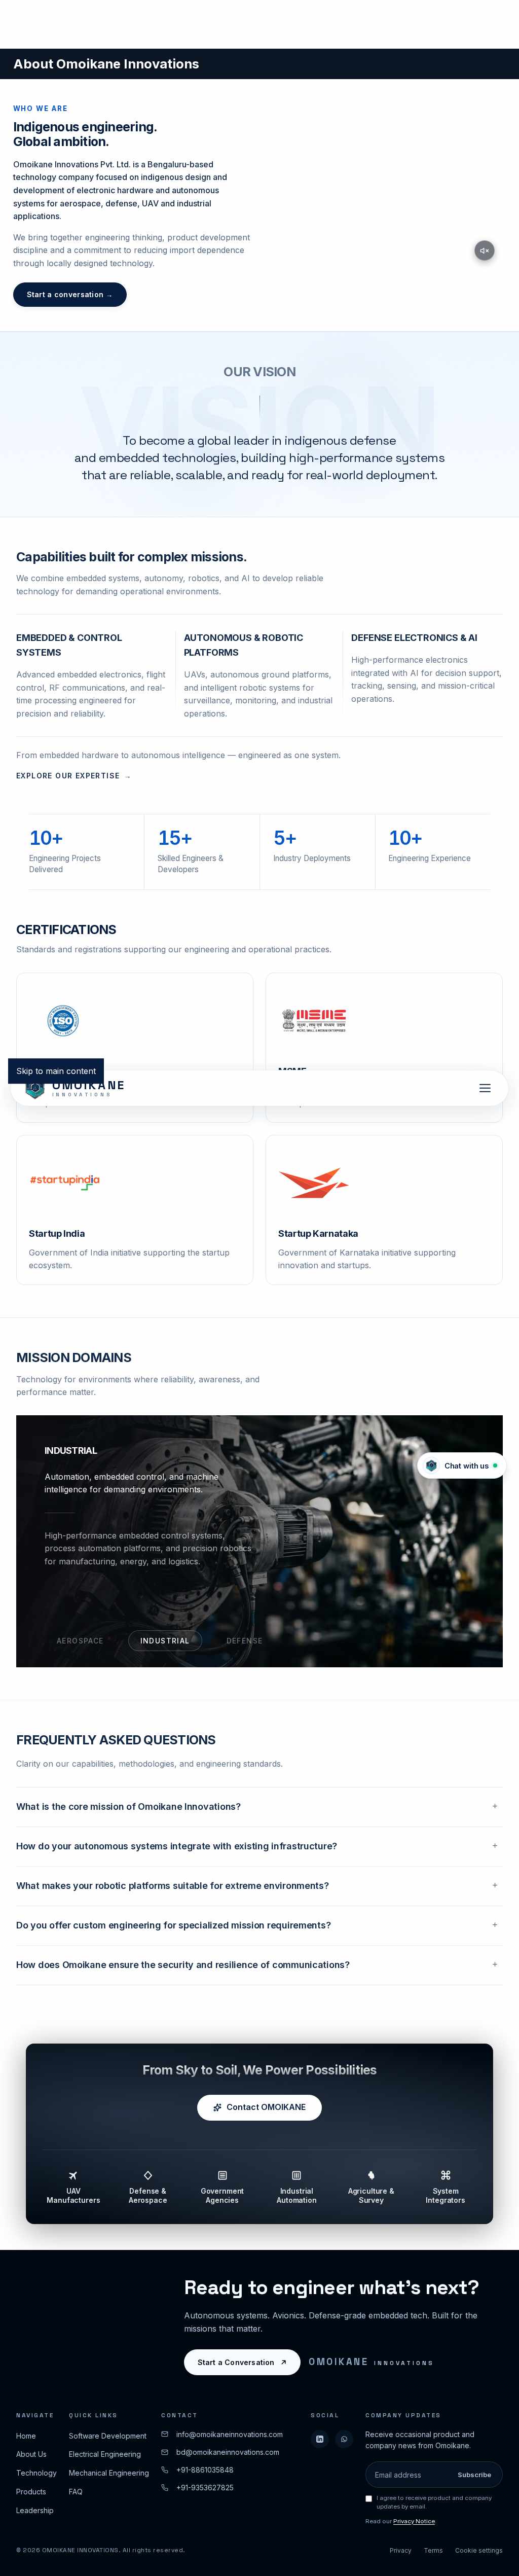 About Omoikane Innovations
WHO WE ARE
Indigenous engineering.
Global ambition.
Omoikane Innovations Pvt. Ltd. is a Bengaluru-based
technology company focused on indigenous design and
development of electronic hardware and autonomous
systems for aerospace, defense, UAV and industrial
applications.
We bring together engineering thinking, product development
discipline and a commitment to reducing import dependence
through locally designed technology.
Start a conversation →
OUR VISION
VISION
To become a global leader in indigenous defense
and embedded technologies, building high-performance systems
that are reliable, scalable, and ready for real-world deployment.
Capabilities built for complex missions.
We combine embedded systems, autonomy, robotics, and AI to develop reliable
technology for demanding operational environments.
EMBEDDED & CONTROL
SYSTEMS
Advanced embedded electronics, flight
control, RF communications, and real-
time processing engineered for
precision and reliability.
AUTONOMOUS & ROBOTIC
PLATFORMS
UAVs, autonomous ground platforms,
and intelligent robotic systems for
surveillance, monitoring, and industrial
operations.
DEFENSE ELECTRONICS & AI
High-performance electronics
integrated with AI for decision support,
tracking, sensing, and mission-critical
operations.
From embedded hardware to autonomous intelligence — engineered as one system.
EXPLORE OUR EXPERTISE →
10+
Engineering Projects
Delivered
15+
Skilled Engineers &
Developers
5+
Industry Deployments
10+
Engineering Experience
CERTIFICATIONS
Standards and registrations supporting our engineering and operational practices.
ISO
MSME
MSME
Skip to main content
OMOIKANE
INNOVATIONS
#startupindia
Startup India
Government of India initiative supporting the startup
ecosystem.
Startup Karnataka
Government of Karnataka initiative supporting
innovation and startups.
MISSION DOMAINS
Technology for environments where reliability, awareness, and
performance matter.
INDUSTRIAL
Automation, embedded control, and machine
intelligence for demanding environments.
High-performance embedded control systems,
process automation platforms, and precision robotics
for manufacturing, energy, and logistics.
Chat with us
AEROSPACE
INDUSTRIAL
DEFENSE
FREQUENTLY ASKED QUESTIONS
Clarity on our capabilities, methodologies, and engineering standards.
What is the core mission of Omoikane Innovations? +
How do your autonomous systems integrate with existing infrastructure? +
What makes your robotic platforms suitable for extreme environments? +
Do you offer custom engineering for specialized mission requirements? +
How does Omoikane ensure the security and resilience of communications? +
From Sky to Soil, We Power Possibilities
Contact OMOIKANE
UAV
Manufacturers
Defense &
Aerospace
Government
Agencies
Industrial
Automation
Agriculture &
Survey
System
Integrators
Ready to engineer what's next?
Autonomous systems. Avionics. Defense-grade embedded tech. Built for the
missions that matter.
Start a Conversation ↗
OMOIKANE INNOVATIONS
NAVIGATE
Home
About Us
Technology
Products
Leadership
QUICK LINKS
Software Development
Electrical Engineering
Mechanical Engineering
FAQ
CONTACT
info@omoikaneinnovations.com
bd@omoikaneinnovations.com
+91-8861035848
+91-9353627825
SOCIAL
COMPANY UPDATES
Receive occasional product and
company news from Omoikane.
Email address
Subscribe
I agree to receive product and company
updates by email.
Read our Privacy Notice.
© 2026 OMOIKANE INNOVATIONS. All rights reserved.
Privacy
Terms
Cookie settings